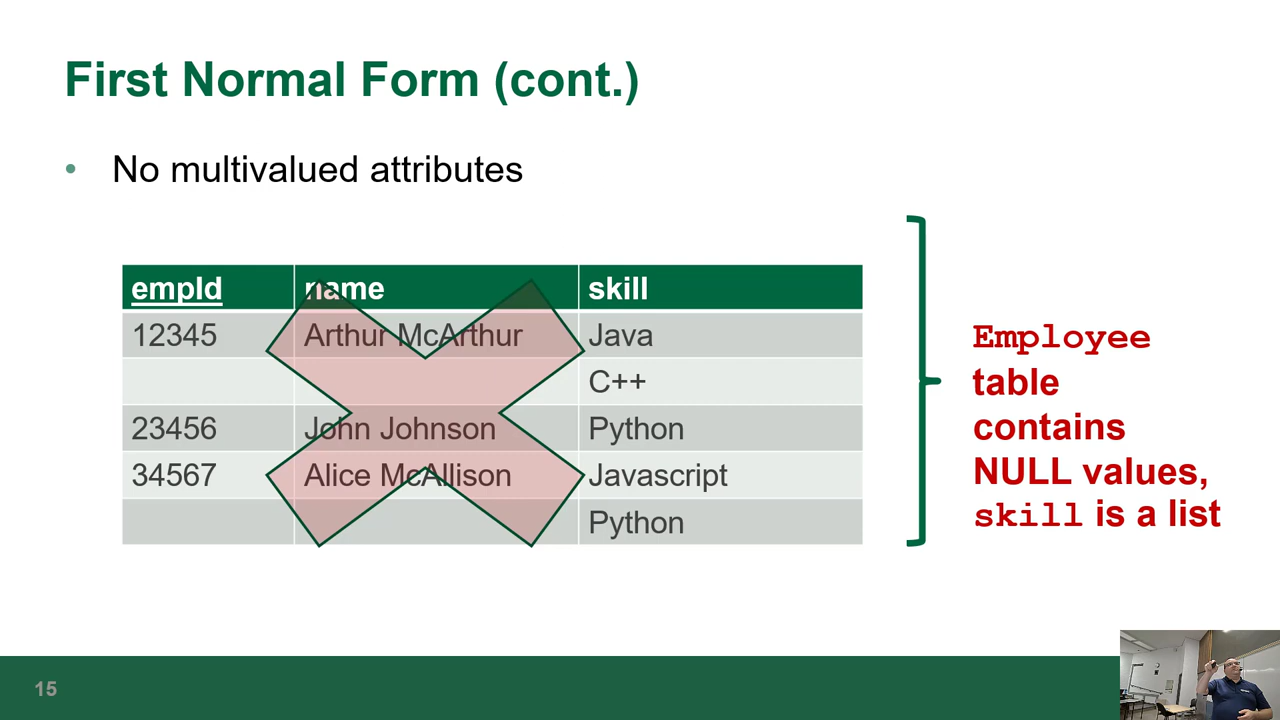 First Normal Form (cont.)
• No multivalued attributes
empId name skill
12345 Arthur McArthur Java
C++
23456 John Johnson Python
34567 Alice McAllison Javascript
Python
Employee
table
contains
NULL values,
skill is a list
15